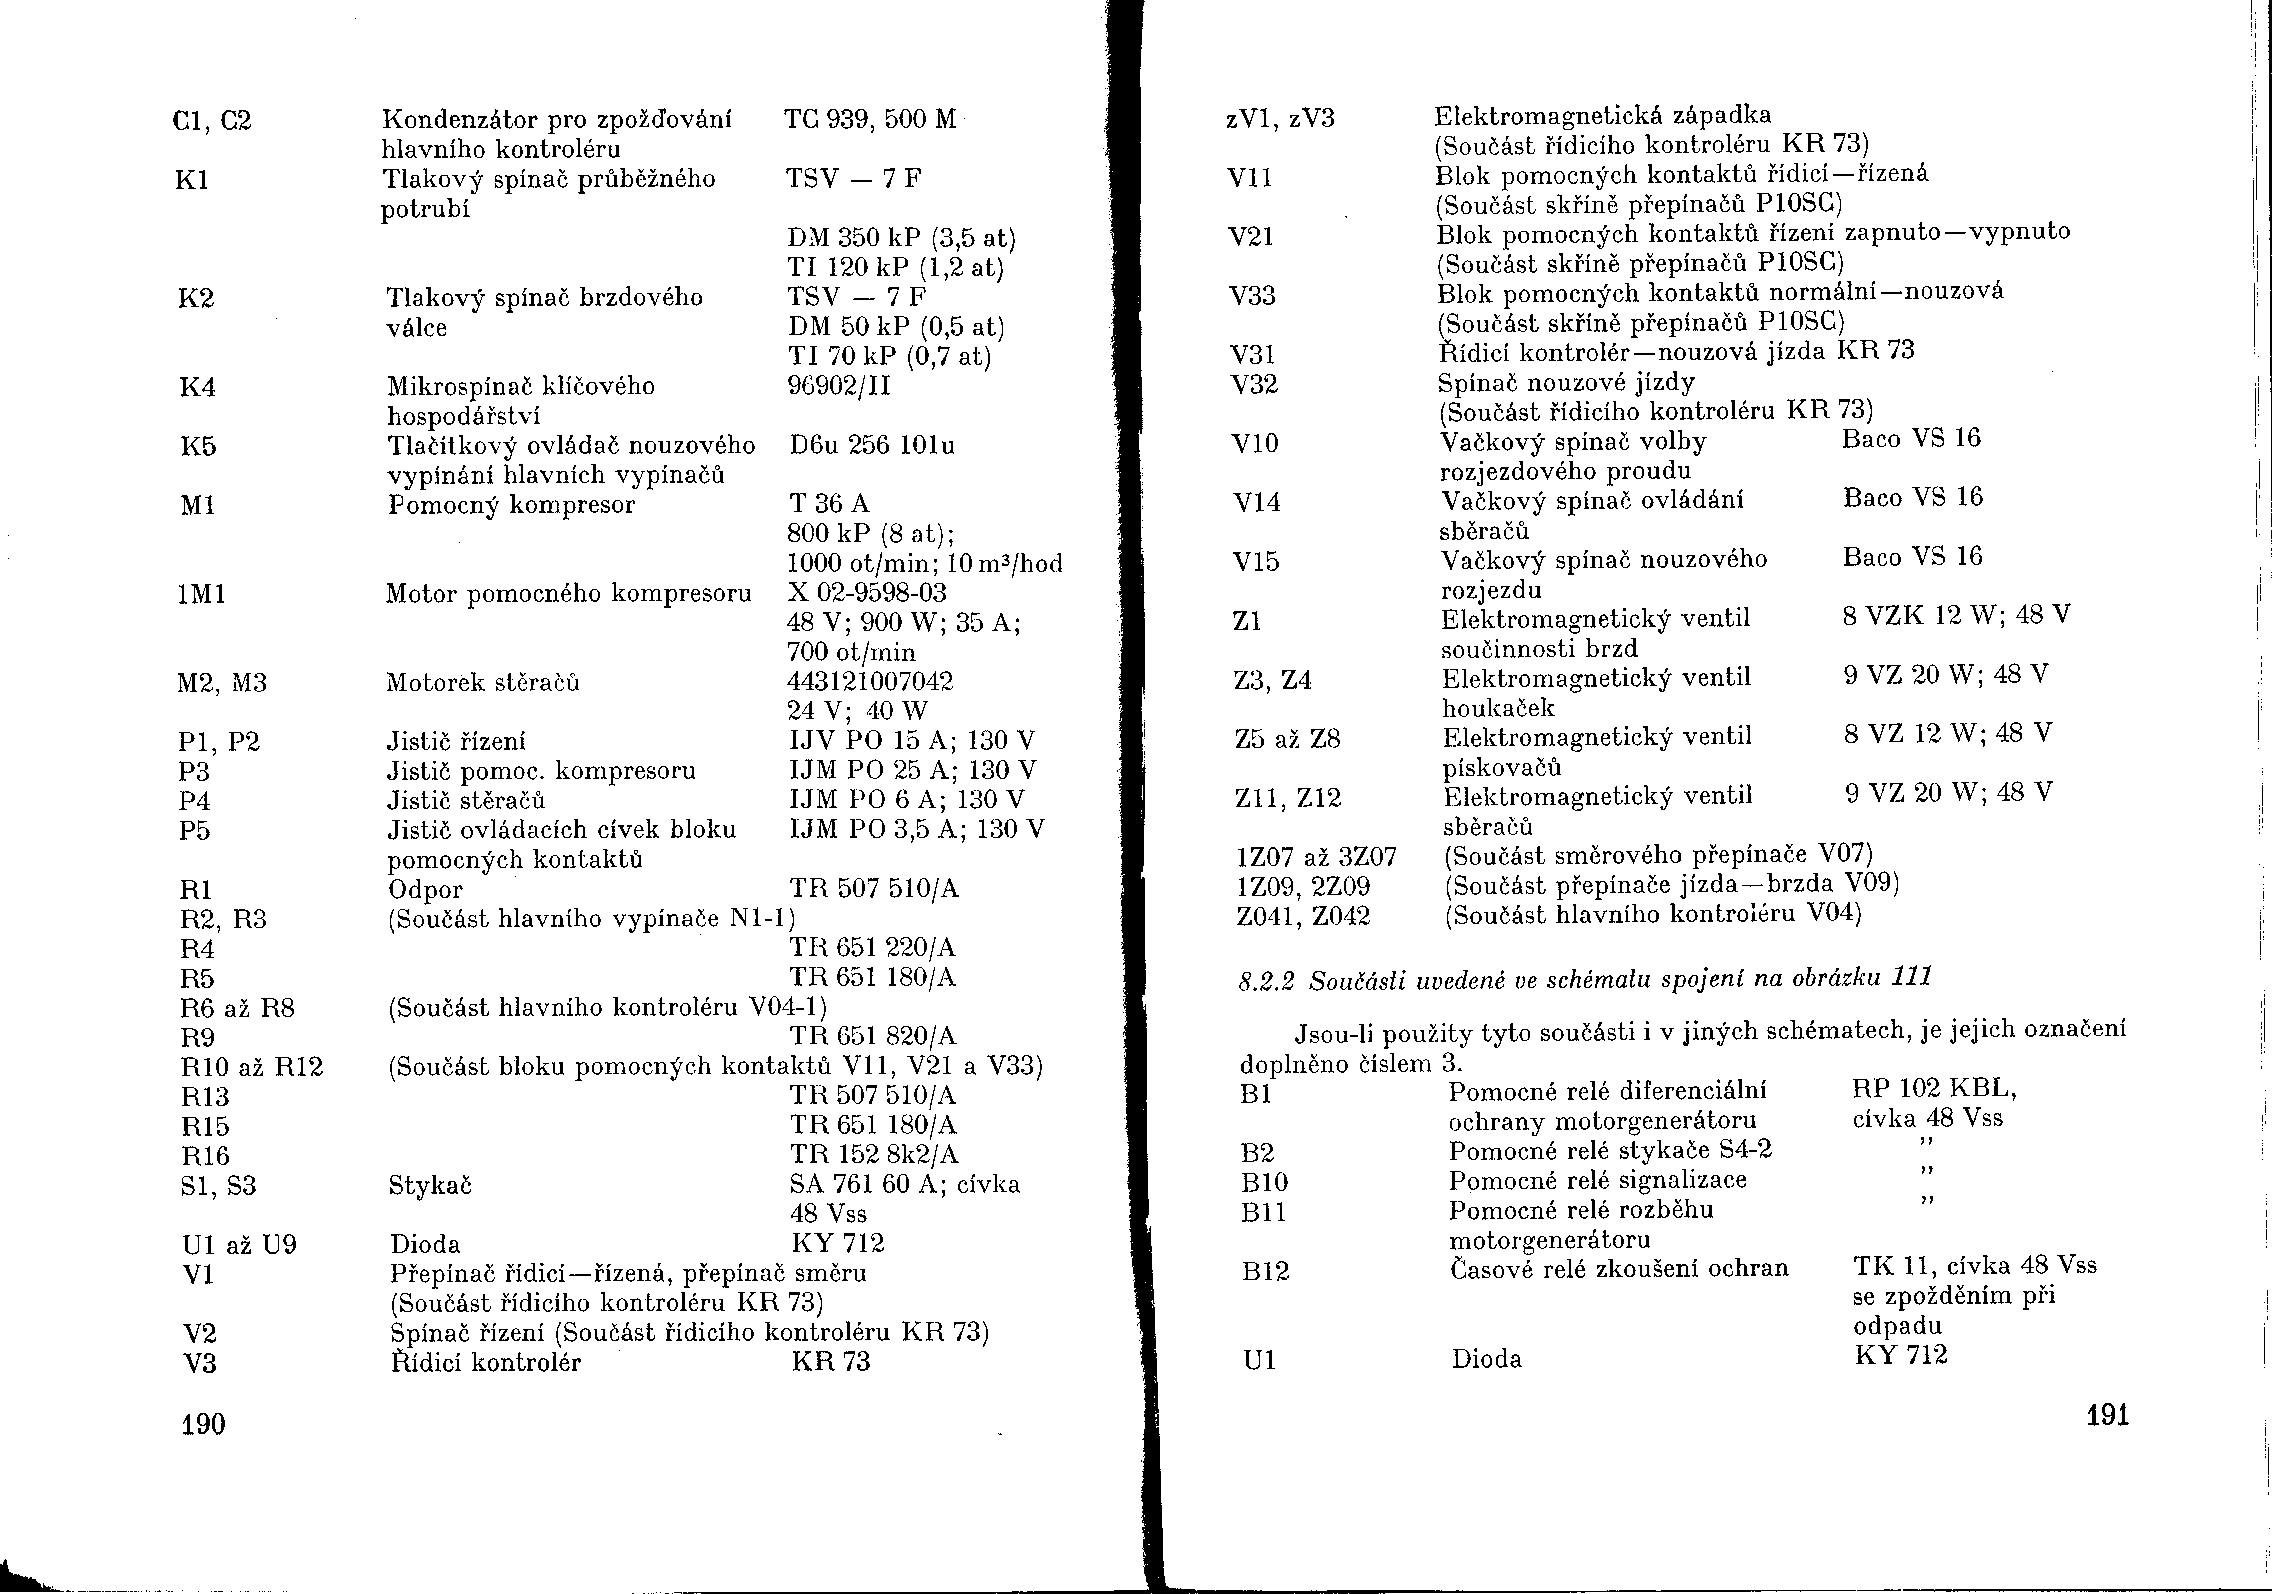 C1, C2 Kondenzátor pro zpožďování TC 939, 500 M
hlavního kontroléru
K1 Tlakový spínač průběžného TSV — 7 F
potrubí
DM 350 kP (3,5 at)
TI 120 kP (1,2 at)
K2 Tlakový spínač brzdového TSV — 7 F
válce DM 50 kP (0,5 at)
TI 70 kP (0,7 at)
K4 Mikrospínač klíčového 96902/II
hospodářství
K5 Tlačítkový ovládač nouzového D6u 256 101u
vypínání hlavních vypínačů
M1 Pomocný kompresor T 36 A
800 kP (8 at);
1000 ot/min; 10 m³/hod
1M1 Motor pomocného kompresoru X 02-9598-03
48 V; 900 W; 35 A;
700 ot/min
M2, M3 Motorek stěračů 443121007042
24 V; 40 W
P1, P2 Jistič řízení IJV PO 15 A; 130 V
P3 Jistič pomoc. kompresoru IJM PO 25 A; 130 V
P4 Jistič stěračů IJM PO 6 A; 130 V
P5 Jistič ovládacích cívek bloku IJM PO 3,5 A; 130 V
pomocných kontaktů
R1 Odpor TR 507 510/A
R2, R3 (Součást hlavního vypínače N1-1)
R4 TR 651 220/A
R5 TR 651 180/A
R6 až R8 (Součást hlavního kontroléru V04-1)
R9 TR 651 820/A
R10 až R12 (Součást bloku pomocných kontaktů V11, V21 a V33)
R13 TR 507 510/A
R15 TR 651 180/A
R16 TR 152 8k2/A
S1, S3 Stykač SA 761 60 A; cívka
48 Vss
U1 až U9 Dioda KY 712
V1 Přepínač řídicí—řízená, přepínač směru
(Součást řídicího kontroléru KR 73)
V2 Spínač řízení (Součást řídicího kontroléru KR 73)
V3 Řídicí kontrolér KR 73
190
zV1, zV3 Elektromagnetická západka
(Součást řídicího kontroléru KR 73)
V11 Blok pomocných kontaktů řídicí—řízená
(Součást skříně přepínačů P10SC)
V21 Blok pomocných kontaktů řízení zapnuto—vypnuto
(Součást skříně přepínačů P10SC)
V33 Blok pomocných kontaktů normální—nouzová
(Součást skříně přepínačů P10SC)
V31 Řídicí kontrolér—nouzová jízda KR 73
V32 Spínač nouzové jízdy
(Součást řídicího kontroléru KR 73)
V10 Vačkový spínač volby Baco VS 16
rozjezdového proudu
V14 Vačkový spínač ovládání Baco VS 16
sběračů
V15 Vačkový spínač nouzového Baco VS 16
rozjezdu
Z1 Elektromagnetický ventil 8 VZK 12 W; 48 V
součinnosti brzd
Z3, Z4 Elektromagnetický ventil 9 VZ 20 W; 48 V
houkaček
Z5 až Z8 Elektromagnetický ventil 8 VZ 12 W; 48 V
pískovačů
Z11, Z12 Elektromagnetický ventil 9 VZ 20 W; 48 V
sběračů
1Z07 až 3Z07 (Součást směrového přepínače V07)
1Z09, 2Z09 (Součást přepínače jízda—brzda V09)
Z041, Z042 (Součást hlavního kontroléru V04)
8.2.2 Součásti uvedené ve schématu spojení na obrázku 111
Jsou-li použity tyto součásti i v jiných schématech, je jejich označení
doplněno číslem 3.
B1 Pomocné relé diferenciální RP 102 KBL,
ochrany motorgenerátoru cívka 48 Vss
B2 Pomocné relé stykače S4-2 ”
B10 Pomocné relé signalizace ”
B11 Pomocné relé rozběhu ”
motorgenerátoru
B12 Časové relé zkoušení ochran TK 11, cívka 48 Vss
se zpožděním při
odpadu
U1 Dioda KY 712
191